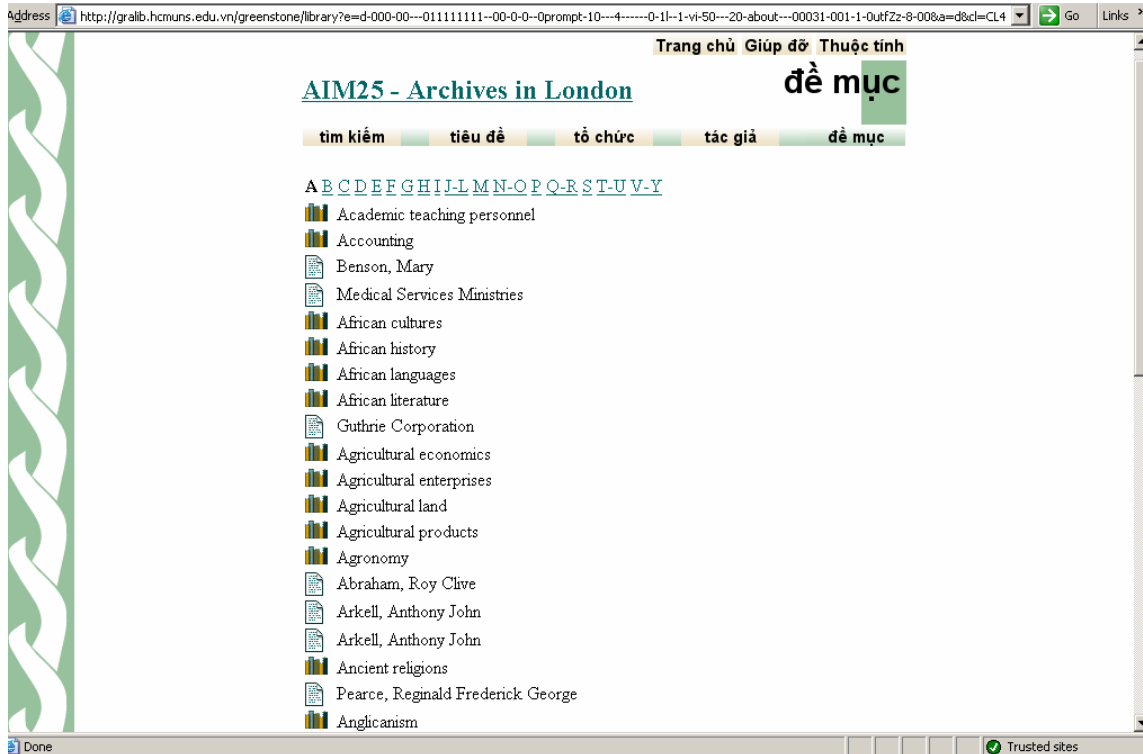 Address http://gralib.hcmuns.edu.vn/greenstone/library?e=d-000-00---011111111--00-0-0--0prompt-10---4------0-1l--1-vi-50---20-about---00031-001-1-0utfZz-8-00&a=d&cl=CL4 Go Links
Trang chủ Giúp đỡ Thuộc tính
AIM25 - Archives in London
đề mục
tìm kiếm tiêu đề tổ chức tác giả đề mục
A B C D E F G H I J-L M N-O P Q-R S T-U V-Y
Academic teaching personnel
Accounting
Benson, Mary
Medical Services Ministries
African cultures
African history
African languages
African literature
Guthrie Corporation
Agricultural economics
Agricultural enterprises
Agricultural land
Agricultural products
Agronomy
Abraham, Roy Clive
Arkell, Anthony John
Arkell, Anthony John
Ancient religions
Pearce, Reginald Frederick George
Anglicanism
Done Trusted sites